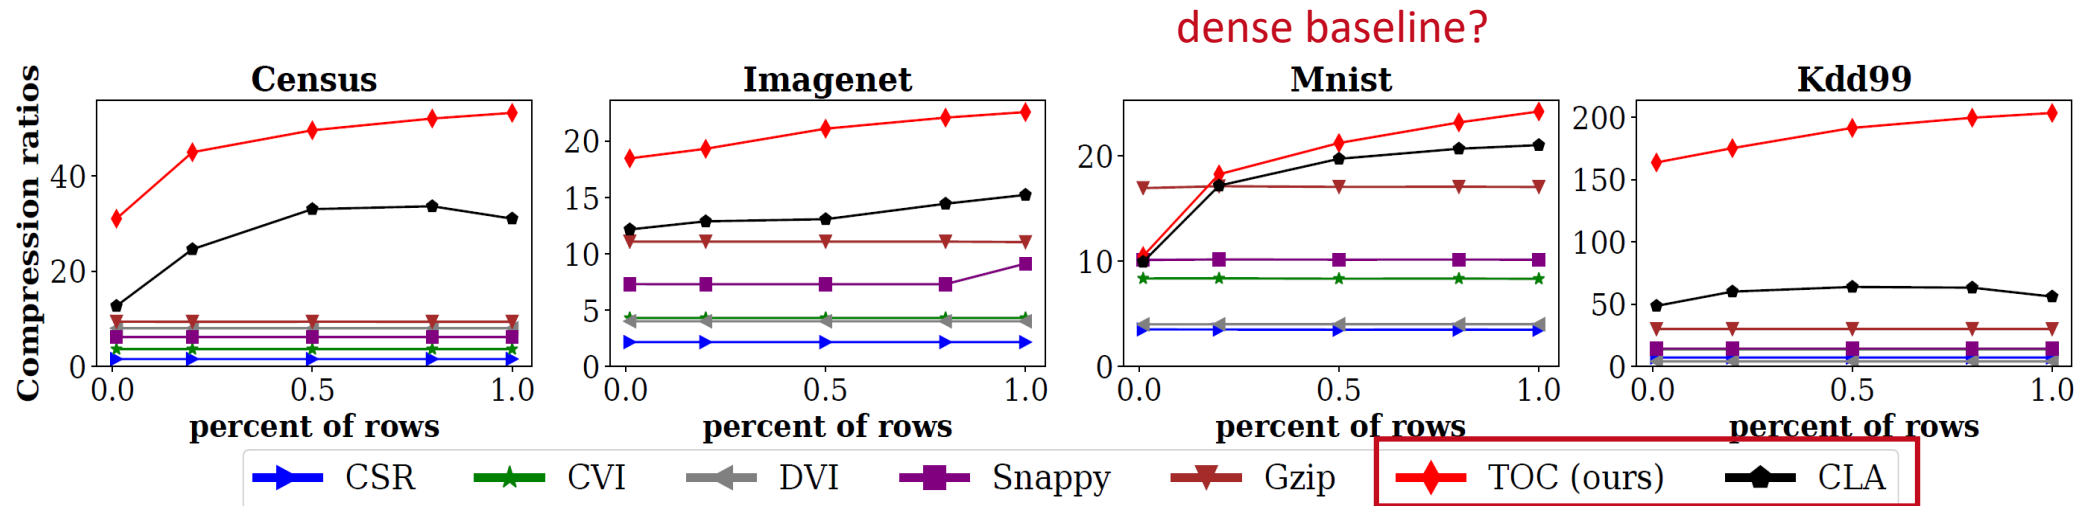 dense baseline?
Census
Imagenet
Mnist
Kdd99
Compression ratios
40
20
0
20
15
10
5
0
20
10
0
200
150
100
50
0
0.0 0.5 1.0
0.0 0.5 1.0
0.0 0.5 1.0
0.0 0.5 1.0
percent of rows
percent of rows
percent of rows
percent of rows
CSR CVI DVI Snappy Gzip TOC (ours) CLA